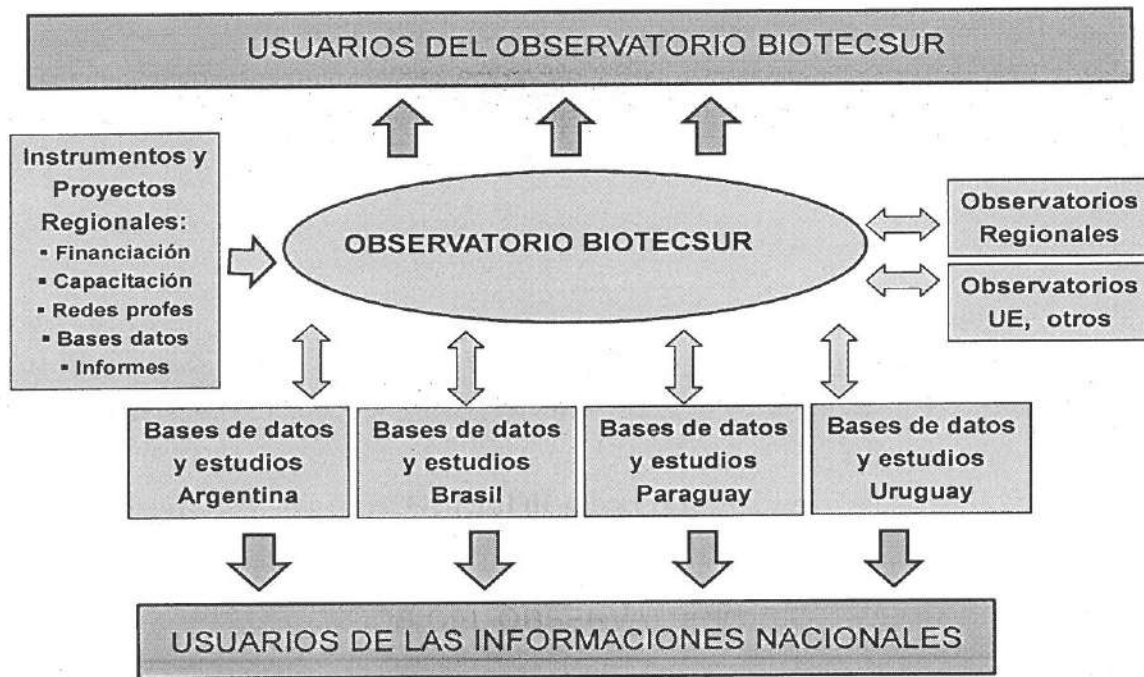 USUARIOS DEL OBSERVATORIO BIOTECSUR
Instrumentos y
Proyectos
Regionales:
▪ Financiación
▪ Capacitación
▪ Redes profes
▪ Bases datos
▪ Informes
OBSERVATORIO BIOTECSUR
Observatorios
Regionales
Observatorios
UE, otros
Bases de datos
y estudios
Argentina
Bases de datos
y estudios
Brasil
Bases de datos
y estudios
Paraguay
Bases de datos
y estudios
Uruguay
USUARIOS DE LAS INFORMACIONES NACIONALES